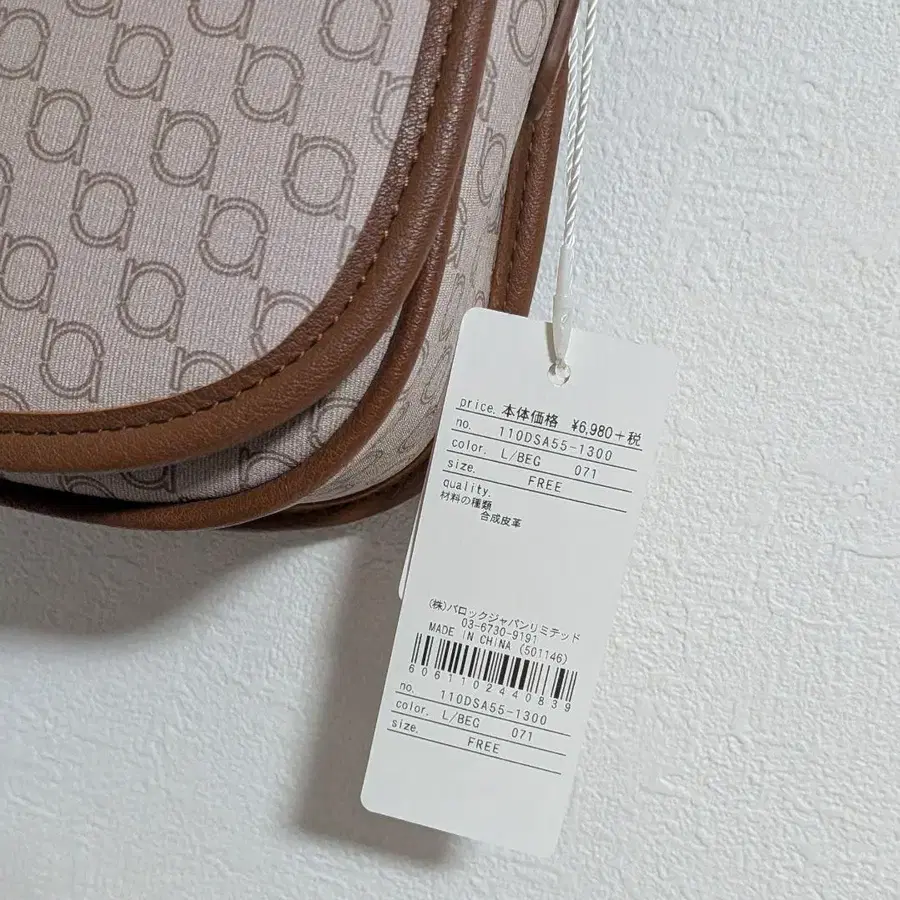 price. 本体価格 ¥6,980+税
no. 110DSA55-1300
color. L/BEG 071
size. FREE
quality.
材料の種類
合成皮革
(株)バロックジャパンリミテッド
03-6730-9191
MADE IN CHINA (501146)
6061102440839
no. 110DSA55-1300
color. L/BEG 071
size. FREE